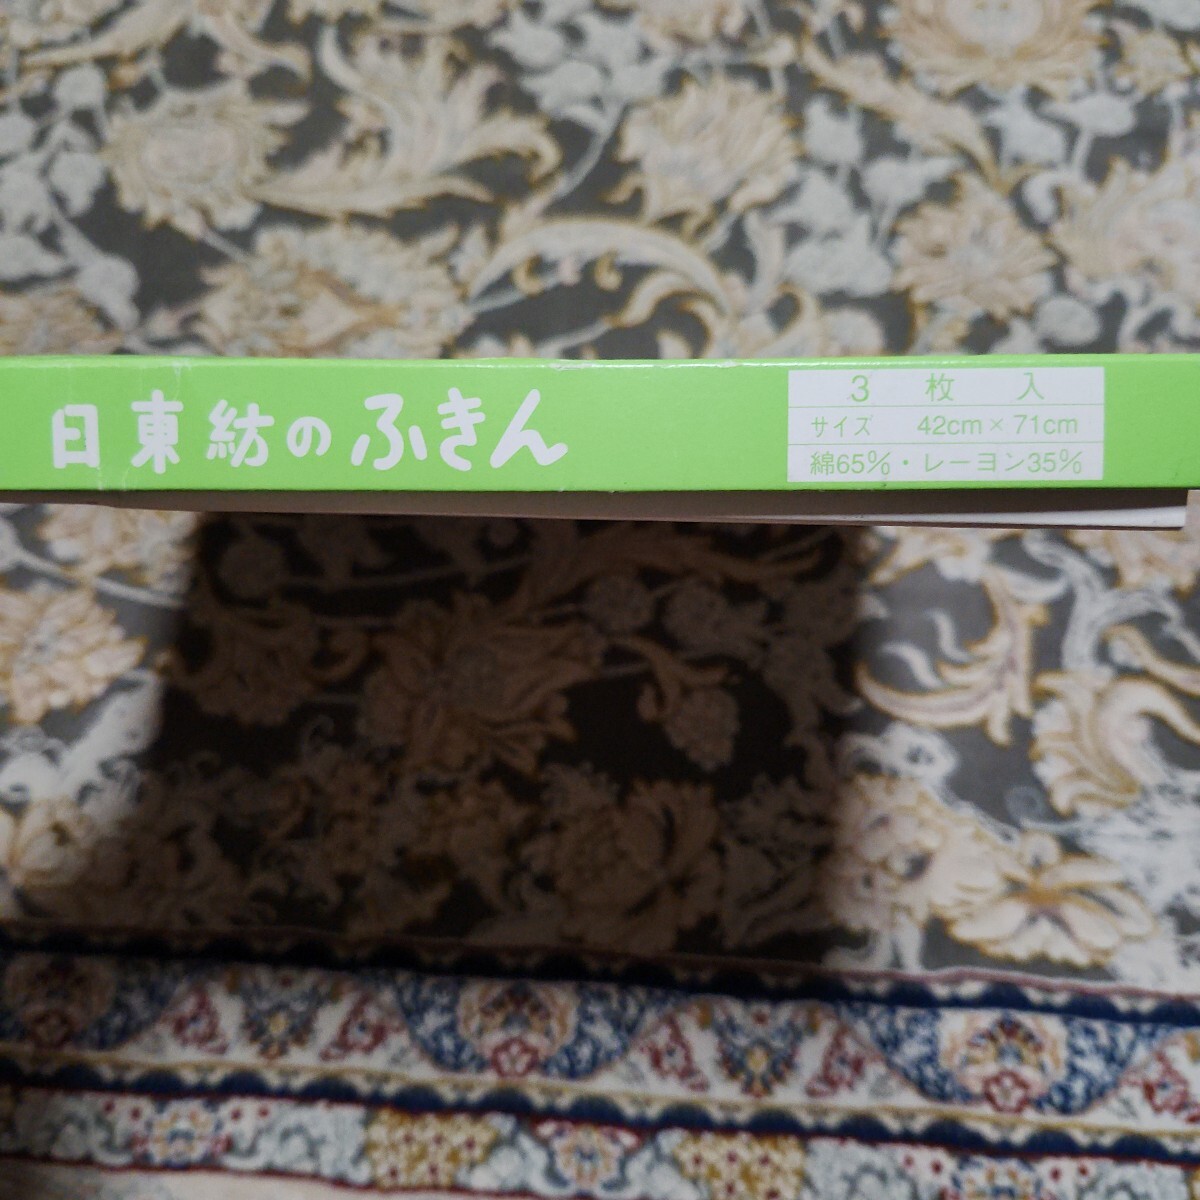 日東紡のふきん
3 枚 入
サイズ 42cm×71cm
綿65%・レーヨン35%